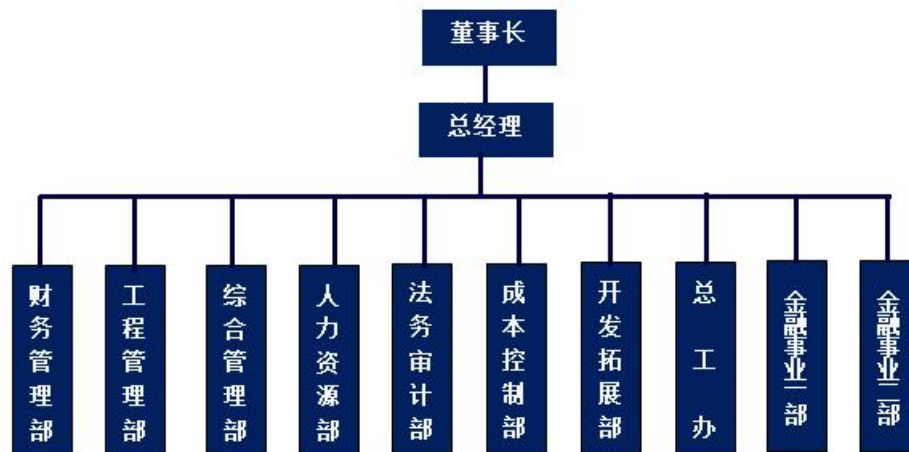 董事长
总经理
财务管理部
工程管理部
综合管理部
人力资源部
法务审计部
成本控制部
开发拓展部
总工办
金融事业一部
金融事业二部